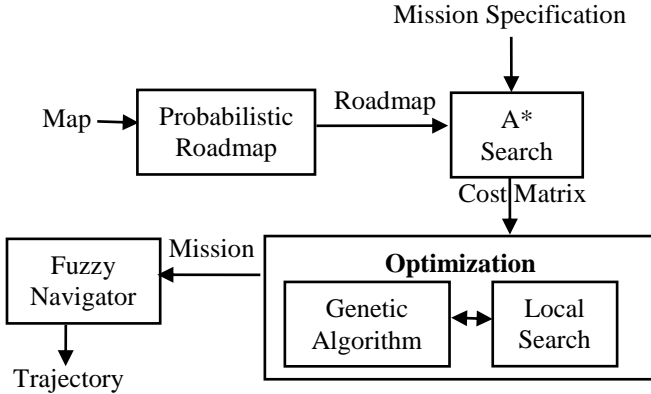 Mission Specification
Map
Probabilistic
Roadmap
Roadmap
A*
Search
Cost Matrix
Optimization
Genetic
Algorithm
Local
Search
Mission
Fuzzy
Navigator
Trajectory